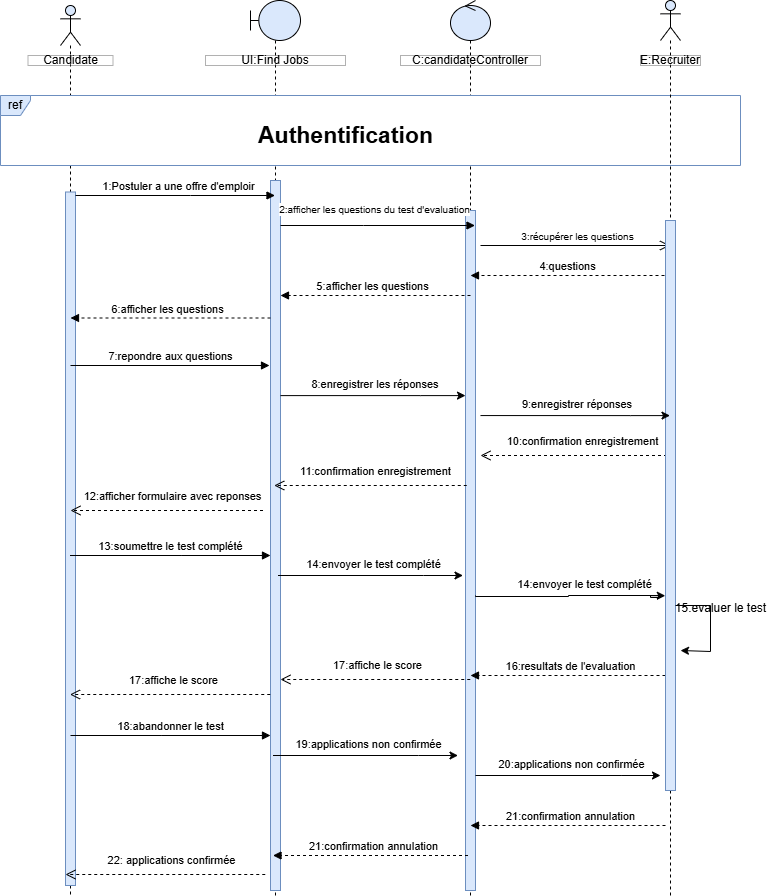 Candidate
UI:Find Jobs
C:candidateController
E:Recruiter
ref
Authentification
1:Postuler a une offre d'emploir
2:afficher les questions du test d'evaluation
3:récupérer les questions
4:questions
5:afficher les questions
6:afficher les questions
7:repondre aux questions
8:enregistrer les réponses
9:enregistrer réponses
10:confirmation enregistrement
11:confirmation enregistrement
12:afficher formulaire avec reponses
13:soumettre le test complété
14:envoyer le test complété
14:envoyer le test complété
15:evaluer le test
16:resultats de l'evaluation
17:affiche le score
17:affiche le score
18:abandonner le test
19:applications non confirmée
20:applications non confirmée
21:confirmation annulation
21:confirmation annulation
22: applications confirmée